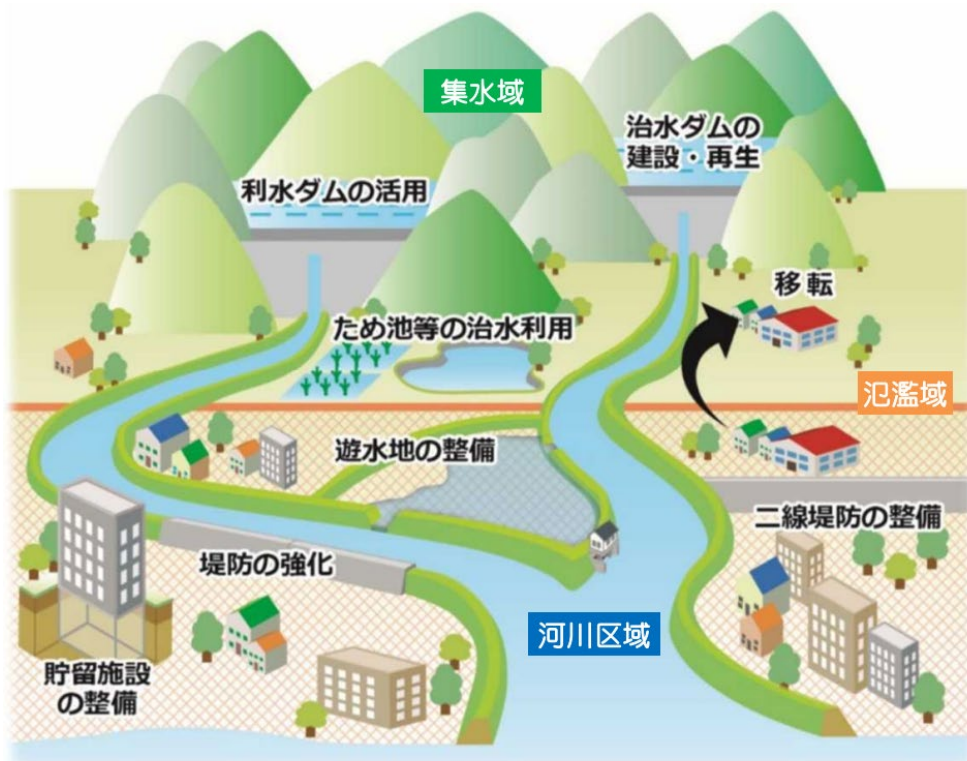 集水域
治水ダムの
建設・再生
利水ダムの活用
移転
ため池等の治水利用
氾濫域
遊水地の整備
二線堤防の整備
堤防の強化
河川区域
貯留施設
の整備